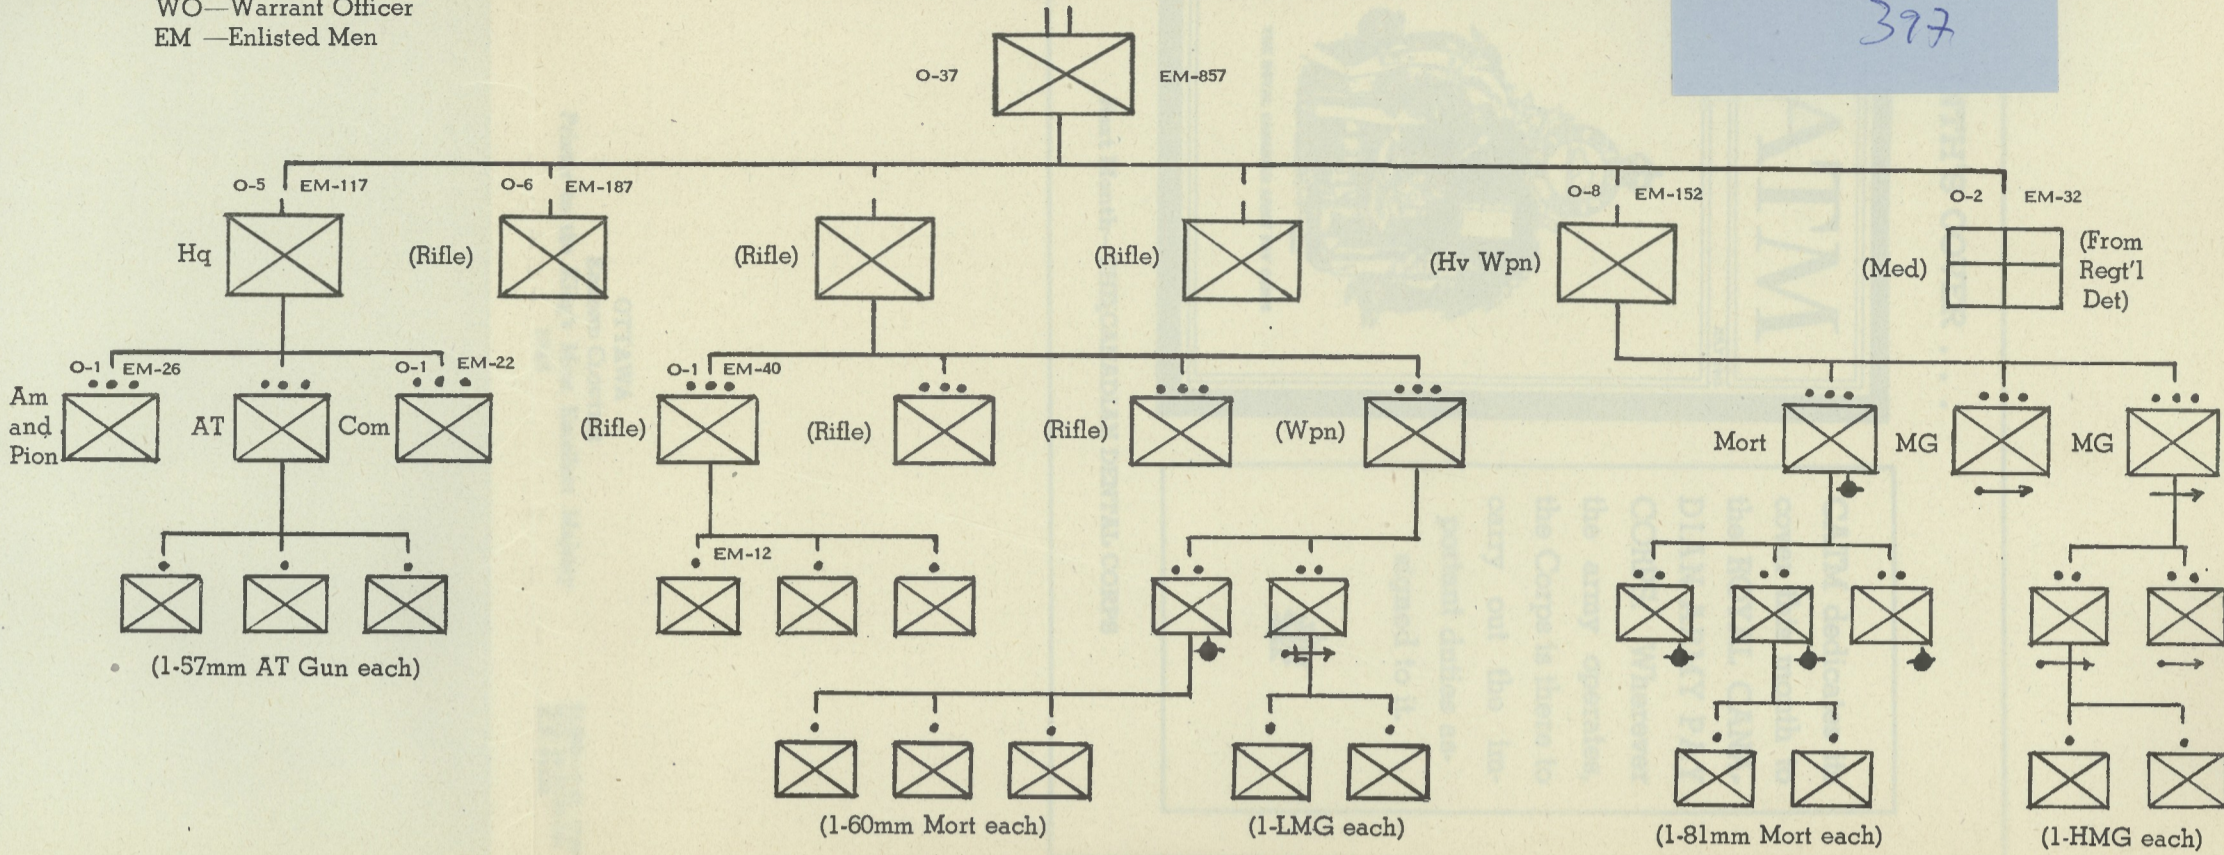 WO—Warrant Officer
EM —Enlisted Men
397
O-37
EM-857
O-5
EM-117
O-6
EM-187
O-8
EM-152
O-2
EM-32
Hq
(Rifle)
(Rifle)
(Rifle)
(Hv Wpn)
(Med)
(From
Regt'l
Det)
O-1
EM-26
O-1
EM-22
O-1
EM-40
Am
and
Pion
AT
Com
(Rifle)
(Rifle)
(Rifle)
(Wpn)
Mort
MG
MG
EM-12
(1-57mm AT Gun each)
(1-60mm Mort each)
(1-LMG each)
(1-81mm Mort each)
(1-HMG each)